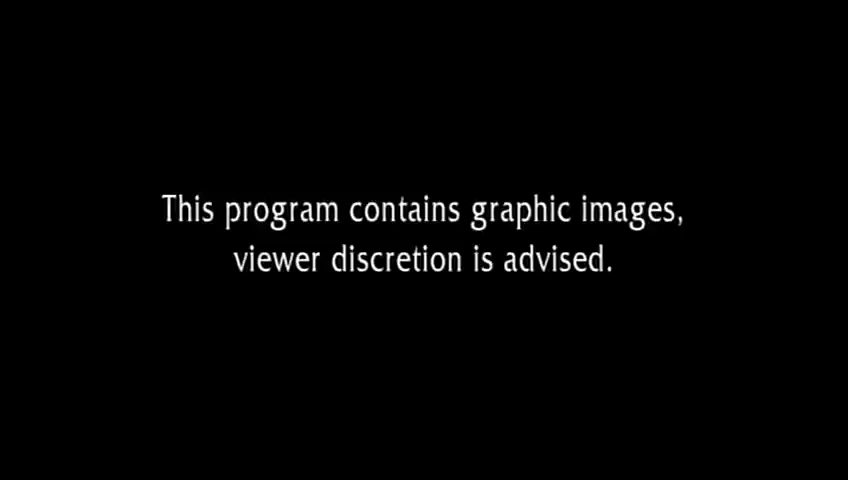 This program contains graphic images,
viewer discretion is advised.